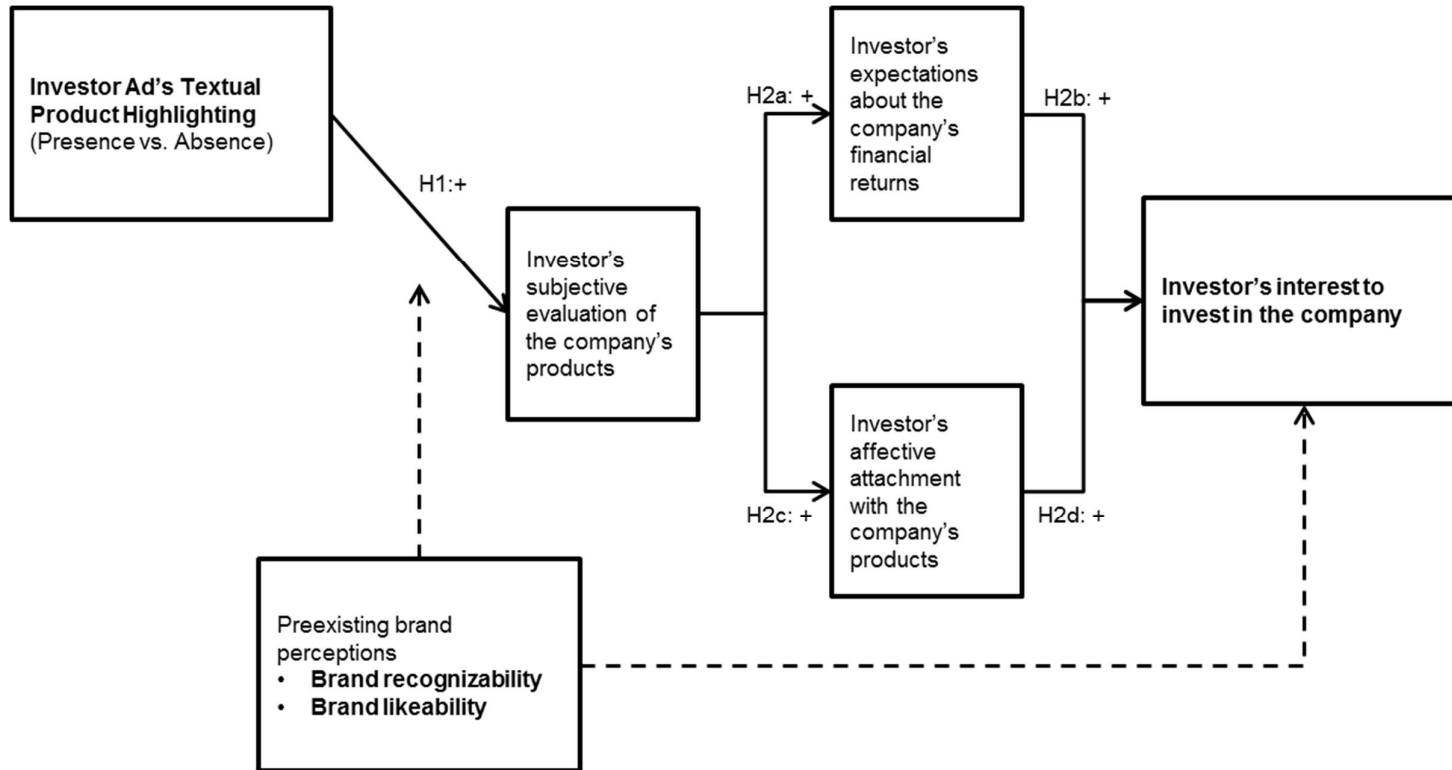 Investor Ad's Textual
Product Highlighting
(Presence vs. Absence)
H1:+
Investor's
subjective
evaluation of
the company's
products
H2a: +
Investor's
expectations
about the
company's
financial
returns
H2b: +
H2c: +
Investor's
affective
attachment
with the
company's
products
H2d: +
Investor's interest to
invest in the company
Preexisting brand
perceptions
• Brand recognizability
• Brand likeability